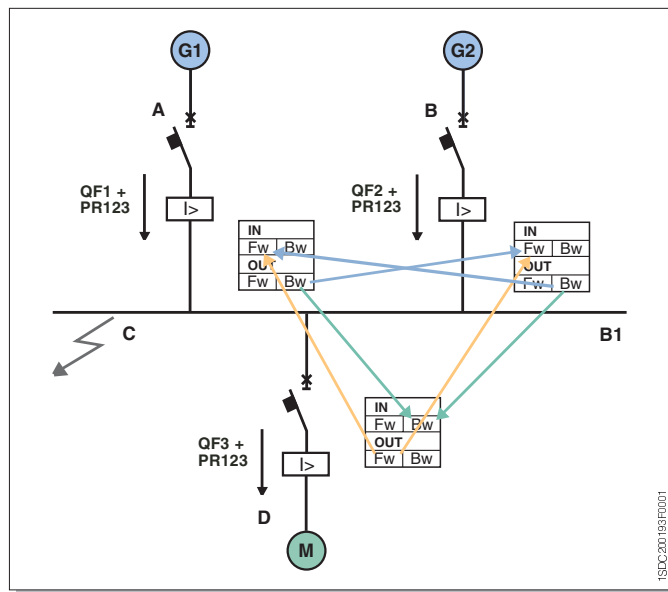 G1
G2
A
B
QF1 +
PR123
I>
QF2 +
PR123
I>
IN
Fw Bw
OUT
Fw Bw
IN
Fw Bw
OUT
Fw Bw
C
B1
IN
Fw Bw
OUT
Fw Bw
QF3 +
PR123
I>
D
M
1SDC200193F0001